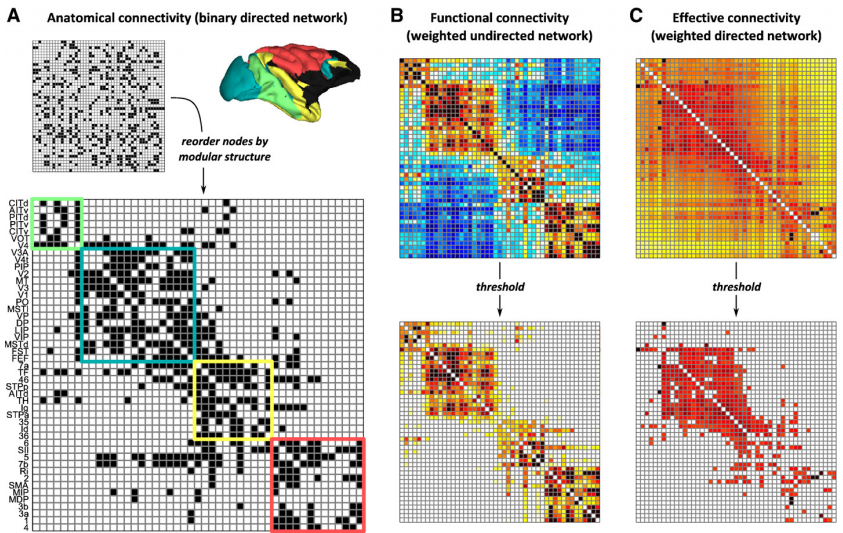 A
Anatomical connectivity (binary directed network)
reorder nodes by
modular structure
CITd
AITv
PITd
PITv
CITv
VOT
V4
V3A
V4t
PIP
V2
MT
V3
V1
PO
MSTl
VP
DP
LIP
VIP
MSTd
FST
FEF
7a
TF
46
STPp
AITd
TH
Ig
STPa
35
Id
36
6
SII
5
7b
Ri
2
SMA
MIP
MDP
3b
3a
1
4
B
Functional connectivity
(weighted undirected network)
threshold
C
Effective connectivity
(weighted directed network)
threshold